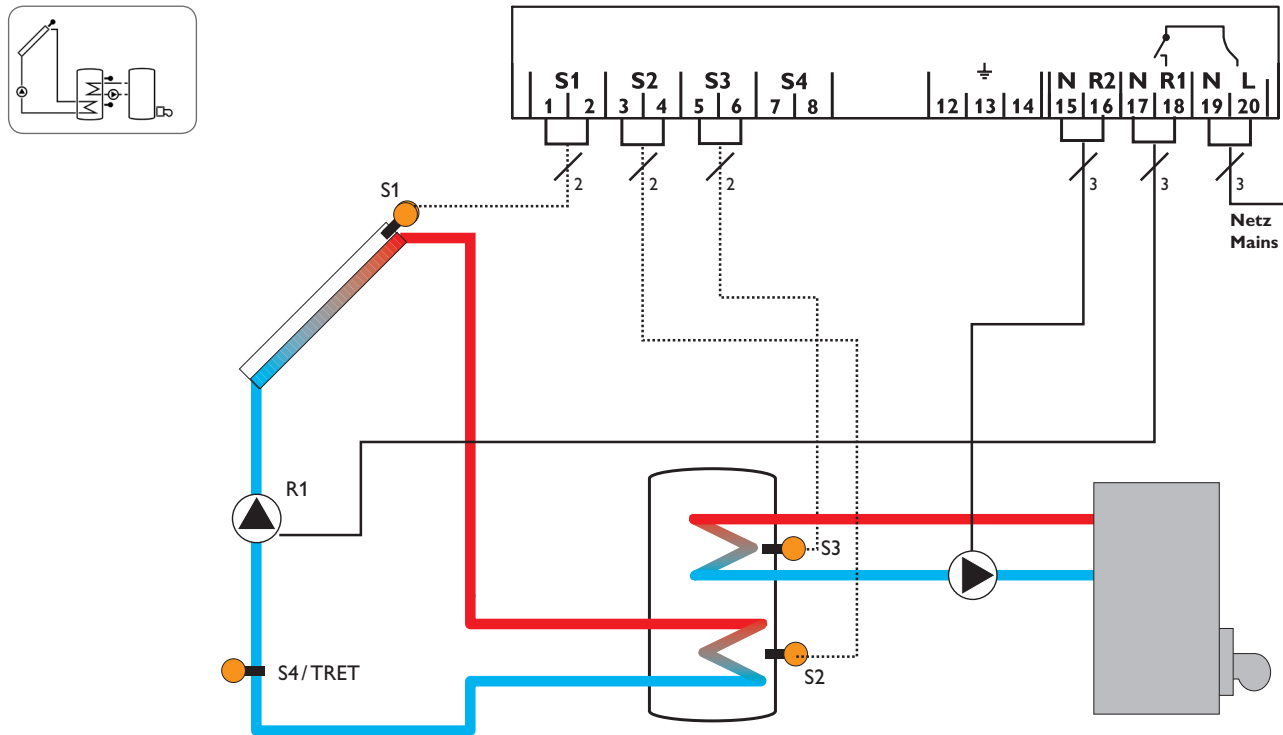 S1 S2 S3 S4 N R2 N R1 N L
1 2 3 4 5 6 7 8 12 13 14 15 16 17 18 19 20
2 2 2 3 3 3
S1
Netz
Mains
R1
S3
S4/TRET
S2